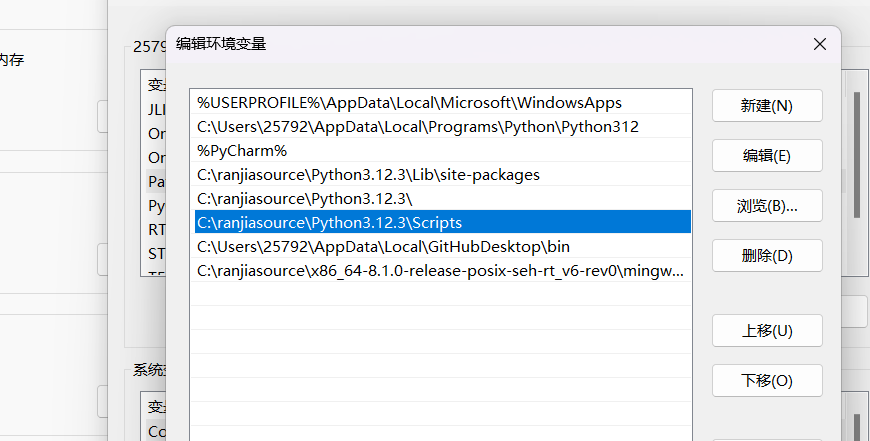 内存
2579
编辑环境变量
变
JLI
%USERPROFILE%\AppData\Local\Microsoft\WindowsApps
新建(N)
On
C:\Users\25792\AppData\Local\Programs\Python\Python312
On
%PyCharm%
编辑(E)
Pa
C:\ranjiasource\Python3.12.3\Lib\site-packages
Py
C:\ranjiasource\Python3.12.3\
浏览(B)...
RT
C:\ranjiasource\Python3.12.3\Scripts
ST
C:\Users\25792\AppData\Local\GitHubDesktop\bin
删除(D)
C:\ranjiasource\x86_64-8.1.0-release-posix-seh-rt_v6-rev0\mingw...
上移(U)
系统
下移(O)
变
Co